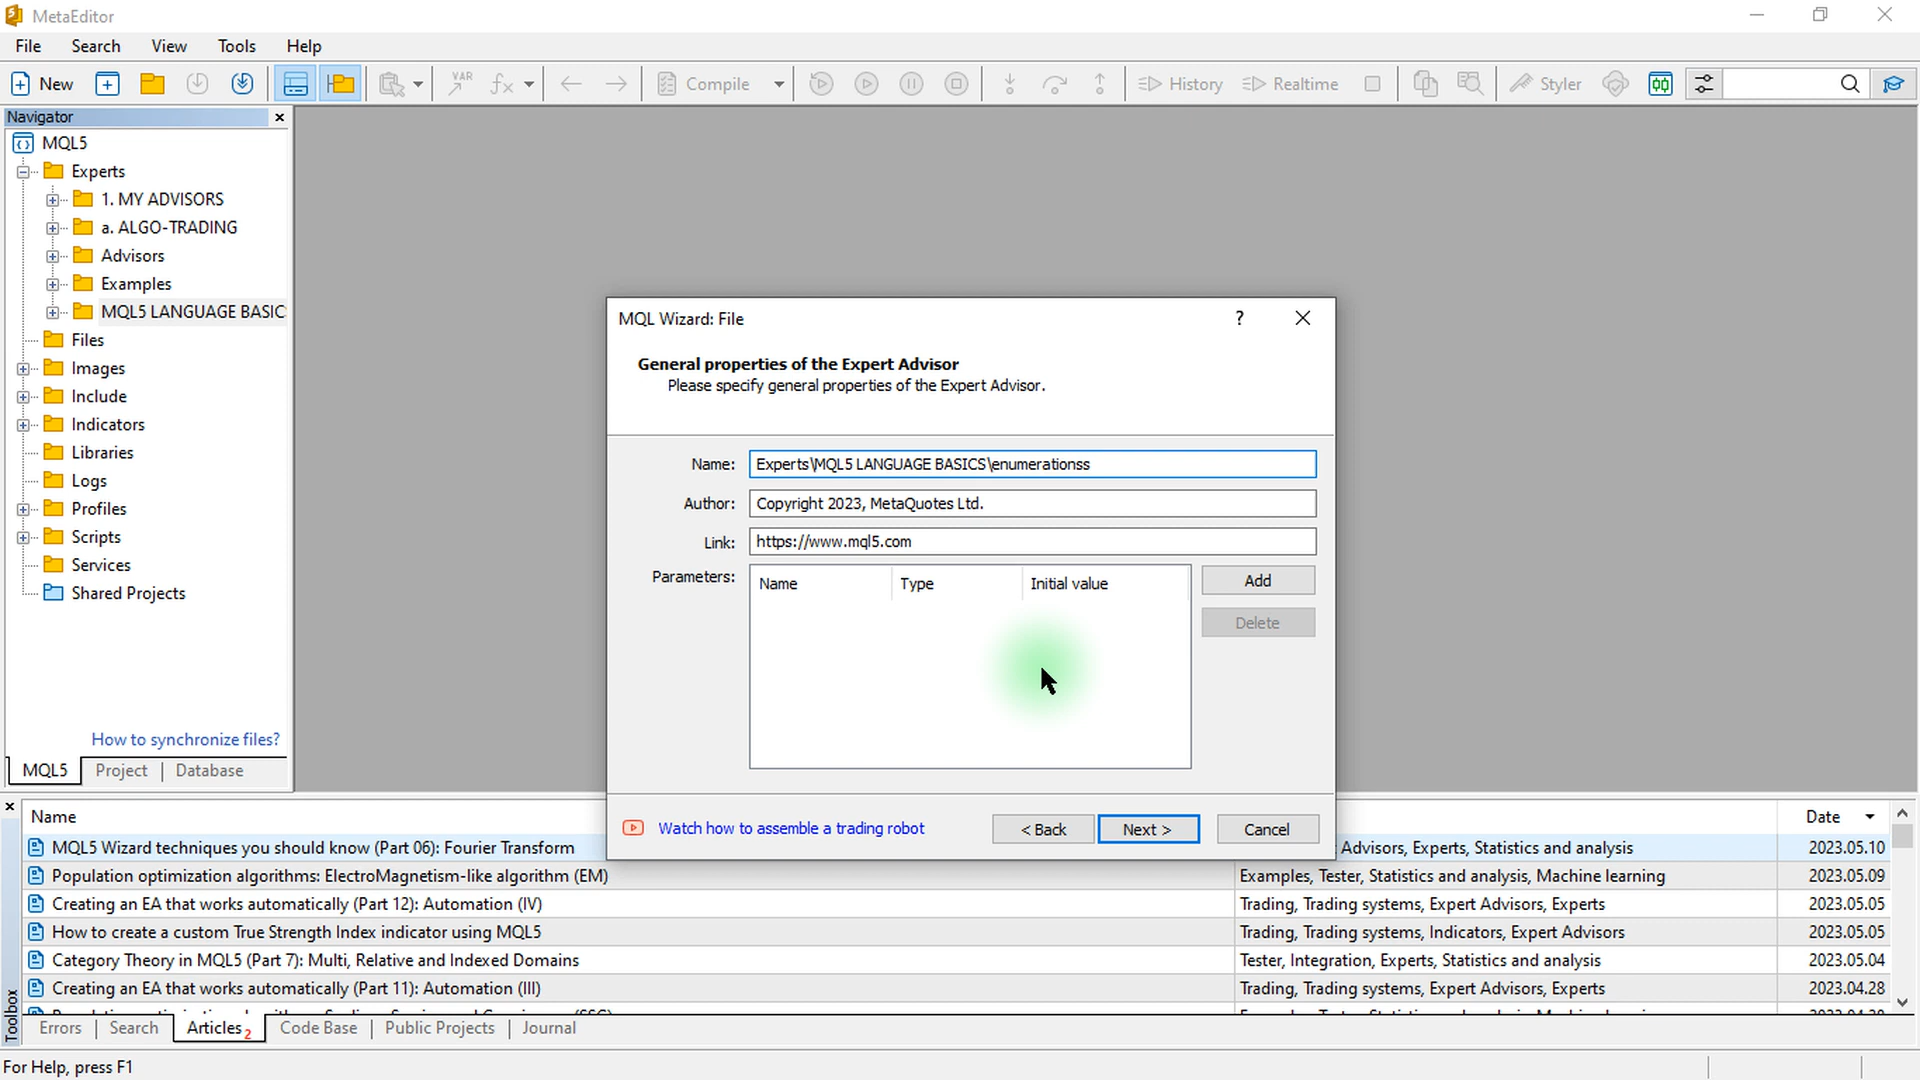 MetaEditor
File Search View Tools Help
New VAR fx Compile History Realtime Styler
Navigator
MQL5
Experts
1. MY ADVISORS
a. ALGO-TRADING
Advisors
Examples
MQL5 LANGUAGE BASIC
Files
Images
Include
Indicators
Libraries
Logs
Profiles
Scripts
Services
Shared Projects
How to synchronize files?
MQL5 Project Database
MQL Wizard: File
?
General properties of the Expert Advisor
Please specify general properties of the Expert Advisor.
Name: Experts\MQL5 LANGUAGE BASICS\enumerationss
Author: Copyright 2023, MetaQuotes Ltd.
Link: https://www.mql5.com
Parameters: Name Type Initial value
Add
Delete
Watch how to assemble a trading robot
< Back Next > Cancel
Name Date
MQL5 Wizard techniques you should know (Part 06): Fourier Transform Advisors, Experts, Statistics and analysis 2023.05.10
Population optimization algorithms: ElectroMagnetism-like algorithm (ЕМ) Examples, Tester, Statistics and analysis, Machine learning 2023.05.09
Creating an EA that works automatically (Part 12): Automation (IV) Trading, Trading systems, Expert Advisors, Experts 2023.05.05
How to create a custom True Strength Index indicator using MQL5 Trading, Trading systems, Indicators, Expert Advisors 2023.05.05
Category Theory in MQL5 (Part 7): Multi, Relative and Indexed Domains Tester, Integration, Experts, Statistics and analysis 2023.05.04
Creating an EA that works automatically (Part 11): Automation (III) Trading, Trading systems, Expert Advisors, Experts 2023.04.28
Toolbox
Errors Search Articles 2 Code Base Public Projects Journal
For Help, press F1